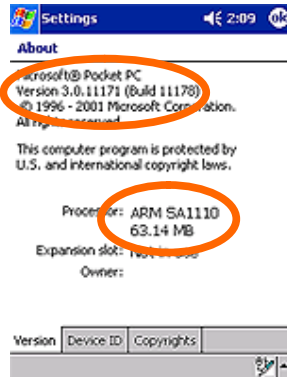 Settings 2:09 ok
About
Microsoft® Pocket PC
Version 3.0.11171 (Build 11178)
© 1996 - 2001 Microsoft Corporation.
All rights reserved.
This computer program is protected by
U.S. and international copyright laws.
Processor: ARM SA1110
63.14 MB
Expansion slot:
Owner:
Version Device ID Copyrights